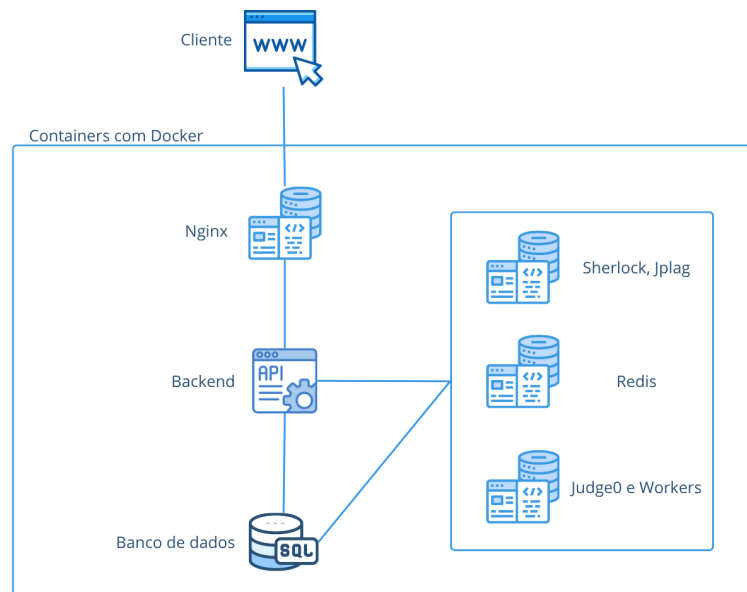 Cliente
WWW
Containers com Docker
Nginx
Sherlock, Jplag
Backend
API
Redis
Judge0 e Workers
Banco de dados
SQL